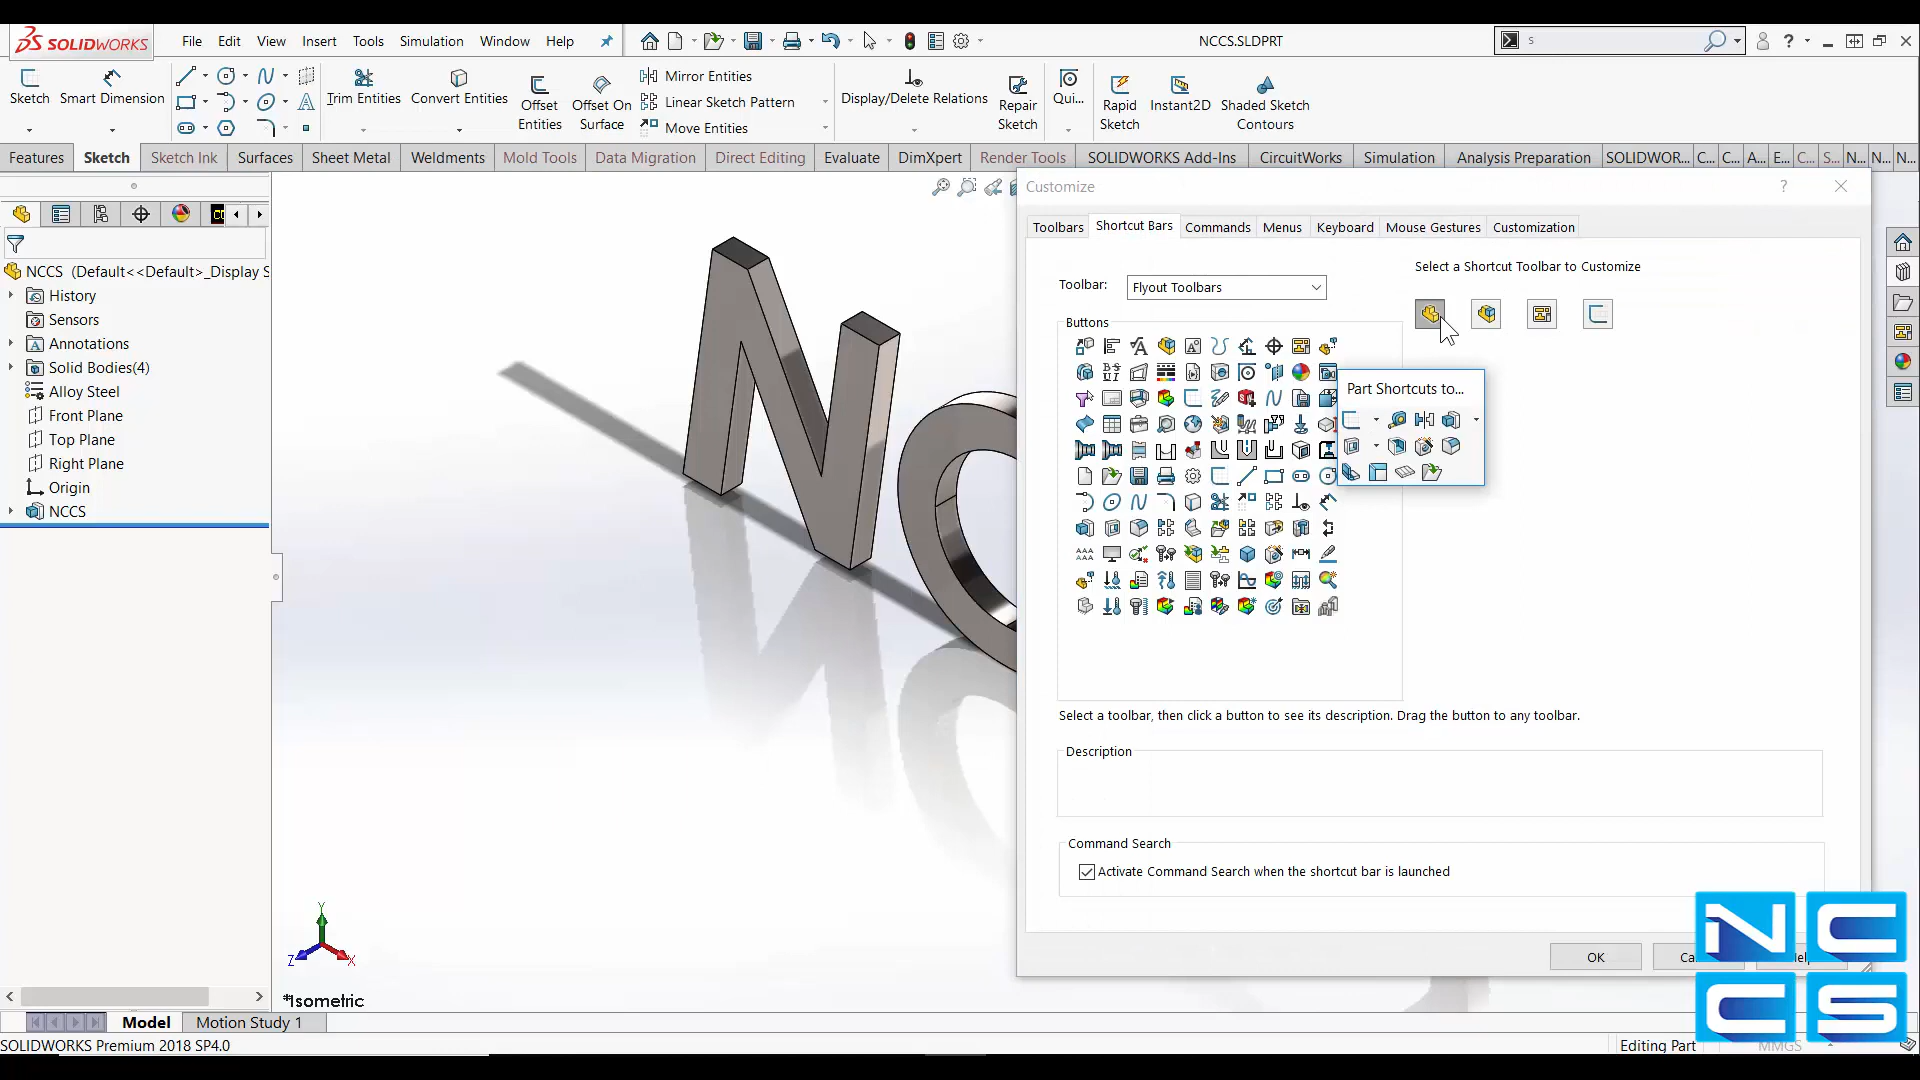 SOLIDWORKS
File Edit View Insert Tools Simulation Window Help
NCCS.SLDPRT
s
Sketch
Smart Dimension
Trim Entities
Convert Entities
Offset
Entities
Offset On
Surface
Mirror Entities
Linear Sketch Pattern
Move Entities
Display/Delete Relations
Repair
Sketch
Qui...
Rapid
Sketch
Instant2D
Shaded Sketch
Contours
Features Sketch Sketch Ink Surfaces Sheet Metal Weldments Mold Tools Data Migration Direct Editing Evaluate DimXpert Render Tools SOLIDWORKS Add-Ins CircuitWorks Simulation Analysis Preparation SOLIDWOR... C... C... A... E... C... S... N... N... N...
NCCS (Default<<Default>_Display S
History
Sensors
Annotations
Solid Bodies(4)
Alloy Steel
Front Plane
Top Plane
Right Plane
Origin
NCCS
Customize
Toolbars Shortcut Bars Commands Menus Keyboard Mouse Gestures Customization
Toolbar: Flyout Toolbars
Select a Shortcut Toolbar to Customize
Buttons
Part Shortcuts to...
Select a toolbar, then click a button to see its description. Drag the button to any toolbar.
Description
Command Search
Activate Command Search when the shortcut bar is launched
OK
N
Z
Y
X
*Isometric
Model Motion Study 1
SOLIDWORKS Premium 2018 SP4.0
Editing Part
MMGS
NC
CS